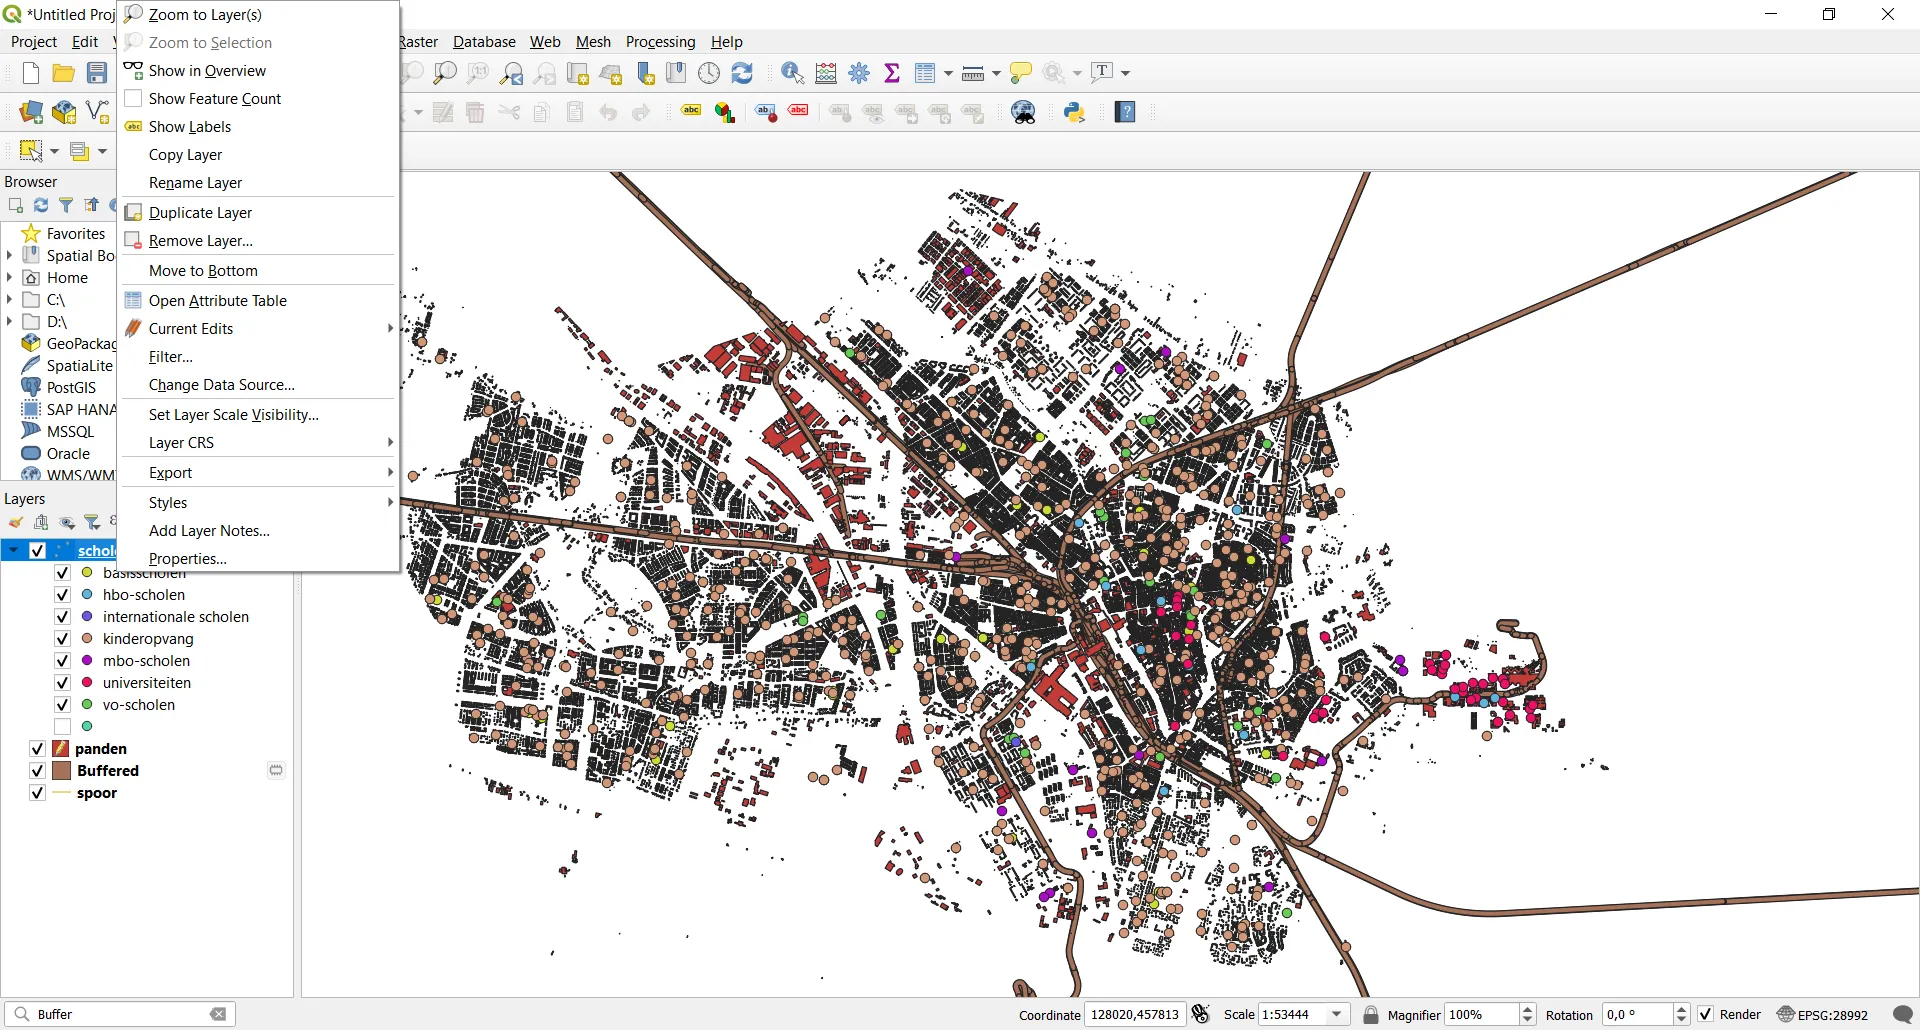 *Untitled Proj
Project Edit Raster Database Web Mesh Processing Help
Zoom to Layer(s)
Zoom to Selection
Show in Overview
Show Feature Count
Show Labels
Copy Layer
Rename Layer
Duplicate Layer
Remove Layer...
Move to Bottom
Open Attribute Table
Current Edits
Filter...
Change Data Source...
Set Layer Scale Visibility...
Layer CRS
Export
Styles
Add Layer Notes...
Properties...
Browser
Favorites
Spatial Bo
Home
C:\
D:\
GeoPackag
SpatiaLite
PostGIS
SAP HANA
MSSQL
Oracle
WMS/WMT
Layers
schole
basisscholen
hbo-scholen
internationale scholen
kinderopvang
mbo-scholen
universiteiten
vo-scholen
panden
Buffered
spoor
Buffer
Coordinate 128020,457813 Scale 1:53444 Magnifier 100% Rotation 0,0 ° Render EPSG:28992